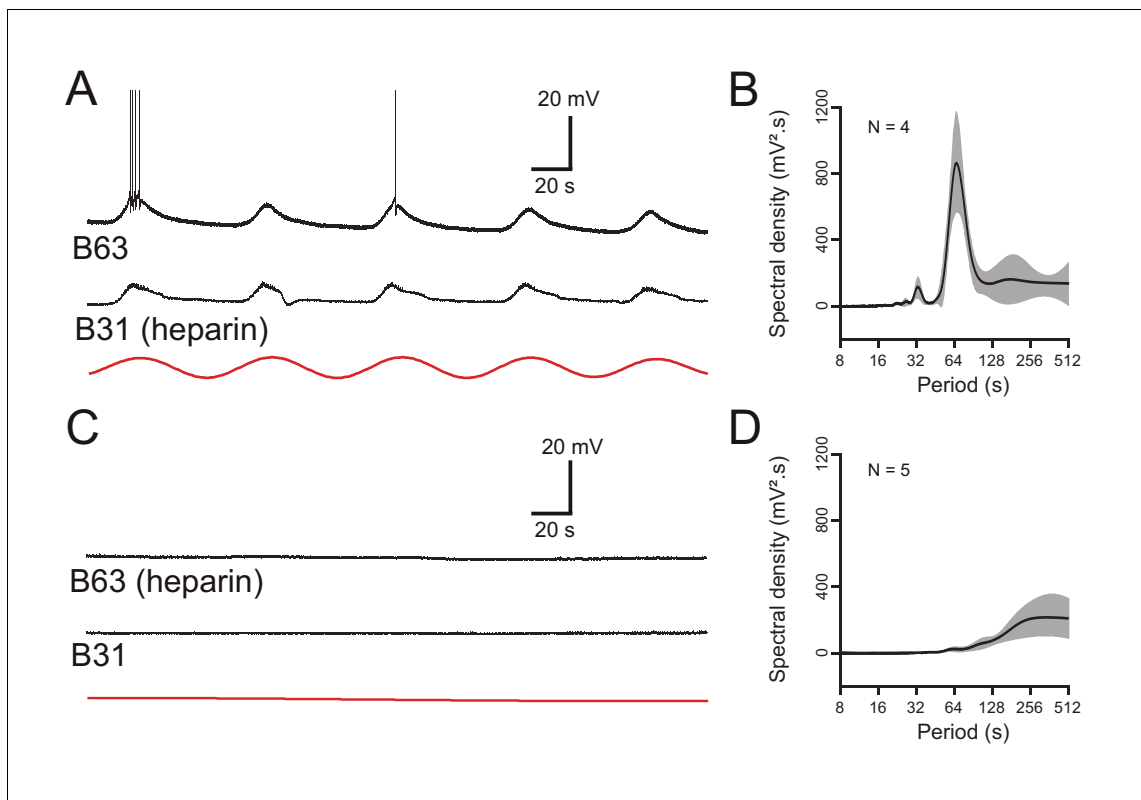 A
20 mV
20 s
B63
B31 (heparin)
B
N = 4
Spectral density (mV².s)
1200
800
400
0
8 16 32 64 128 256 512
Period (s)
C
20 mV
20 s
B63 (heparin)
B31
D
N = 5
Spectral density (mV².s)
1200
800
400
0
8 16 32 64 128 256 512
Period (s)